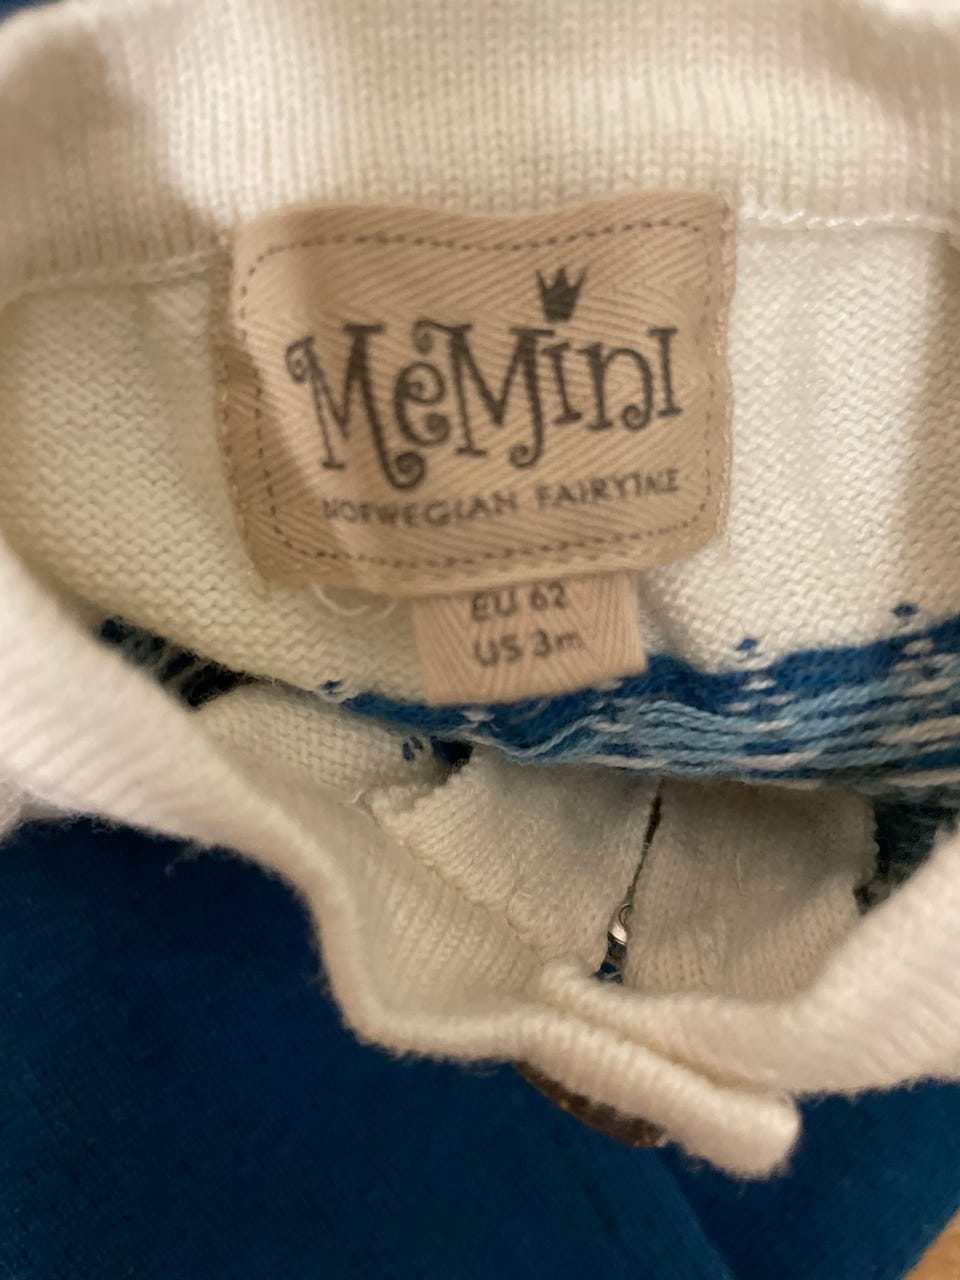 MeMini
NORWEGIAN FAIRYTALE
EU 62
US 3m